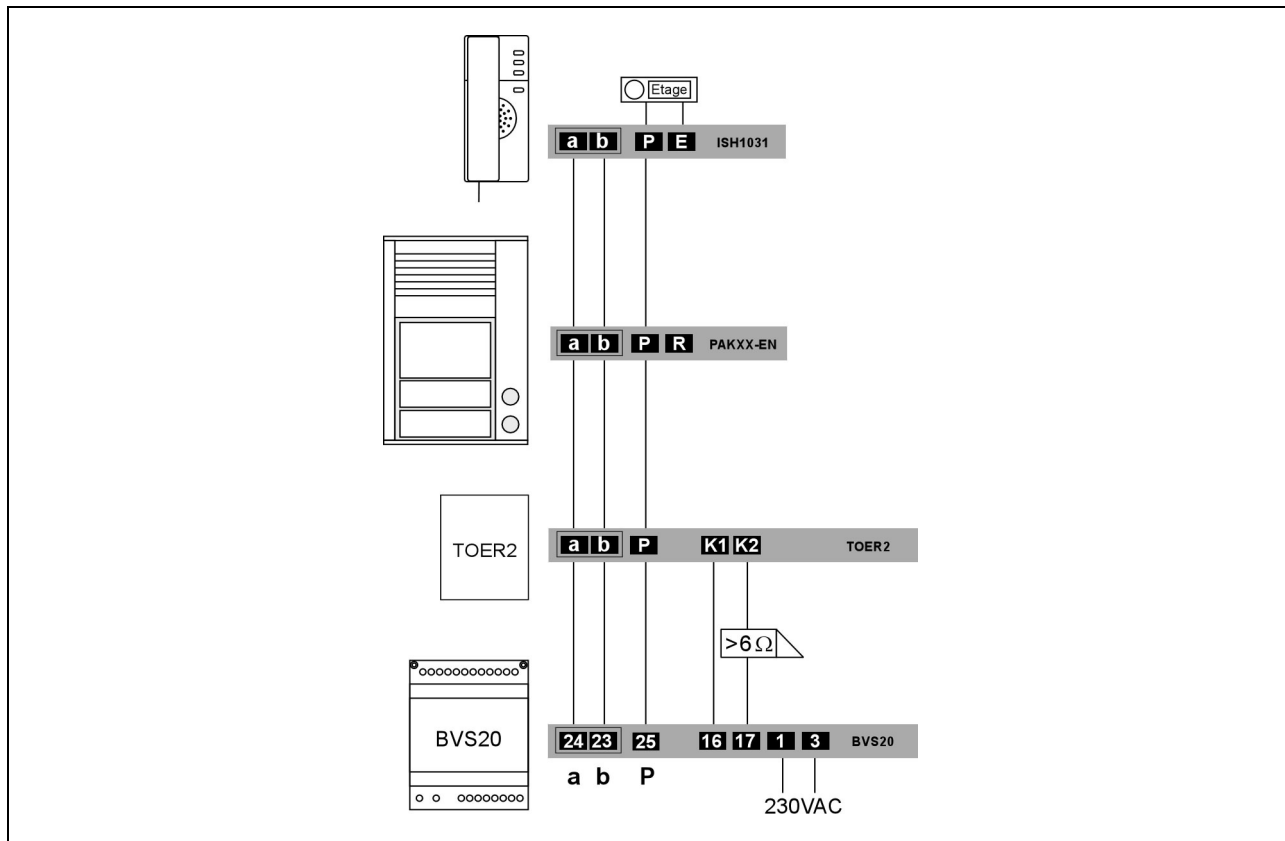 Etage
a b P E ISH1031
a b P R PAKXX-EN
TOER2
a b P K1 K2 TOER2
>6 Ω
BVS20
24 23 25 16 17 1 3 BVS20
a b P
230VAC